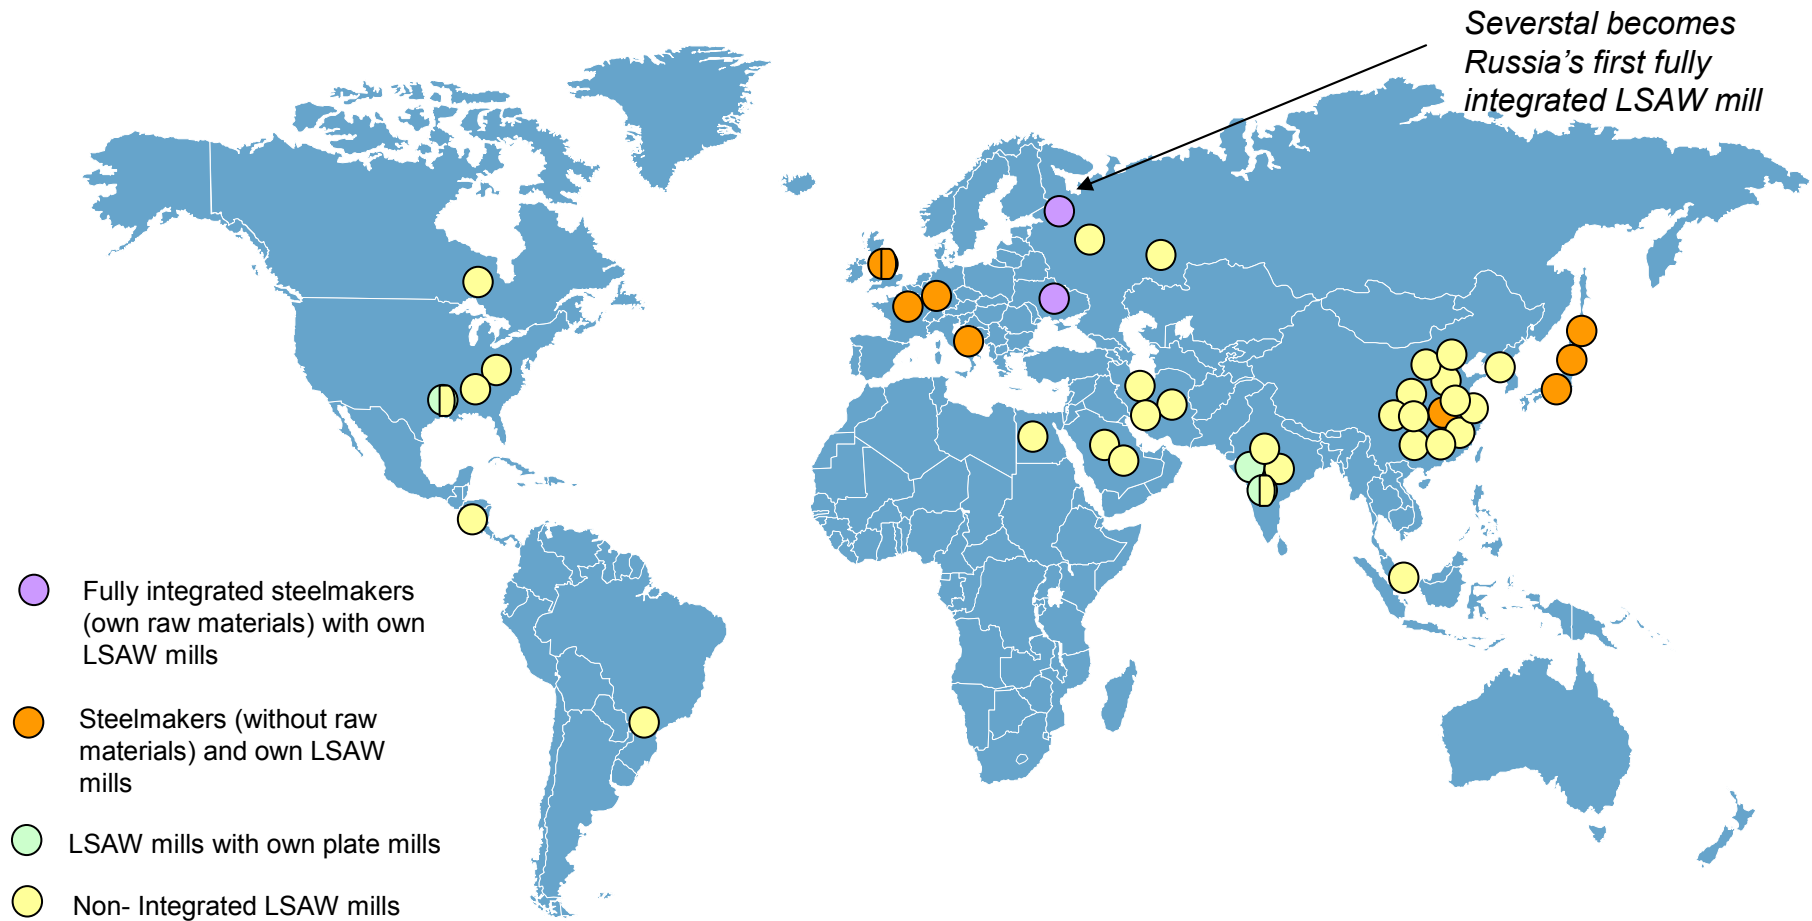 Severstal becomes
Russia’s first fully
integrated LSAW mill
Fully integrated steelmakers
(own raw materials) with own
LSAW mills
Steelmakers (without raw
materials) and own LSAW
mills
LSAW mills with own plate mills
Non- Integrated LSAW mills